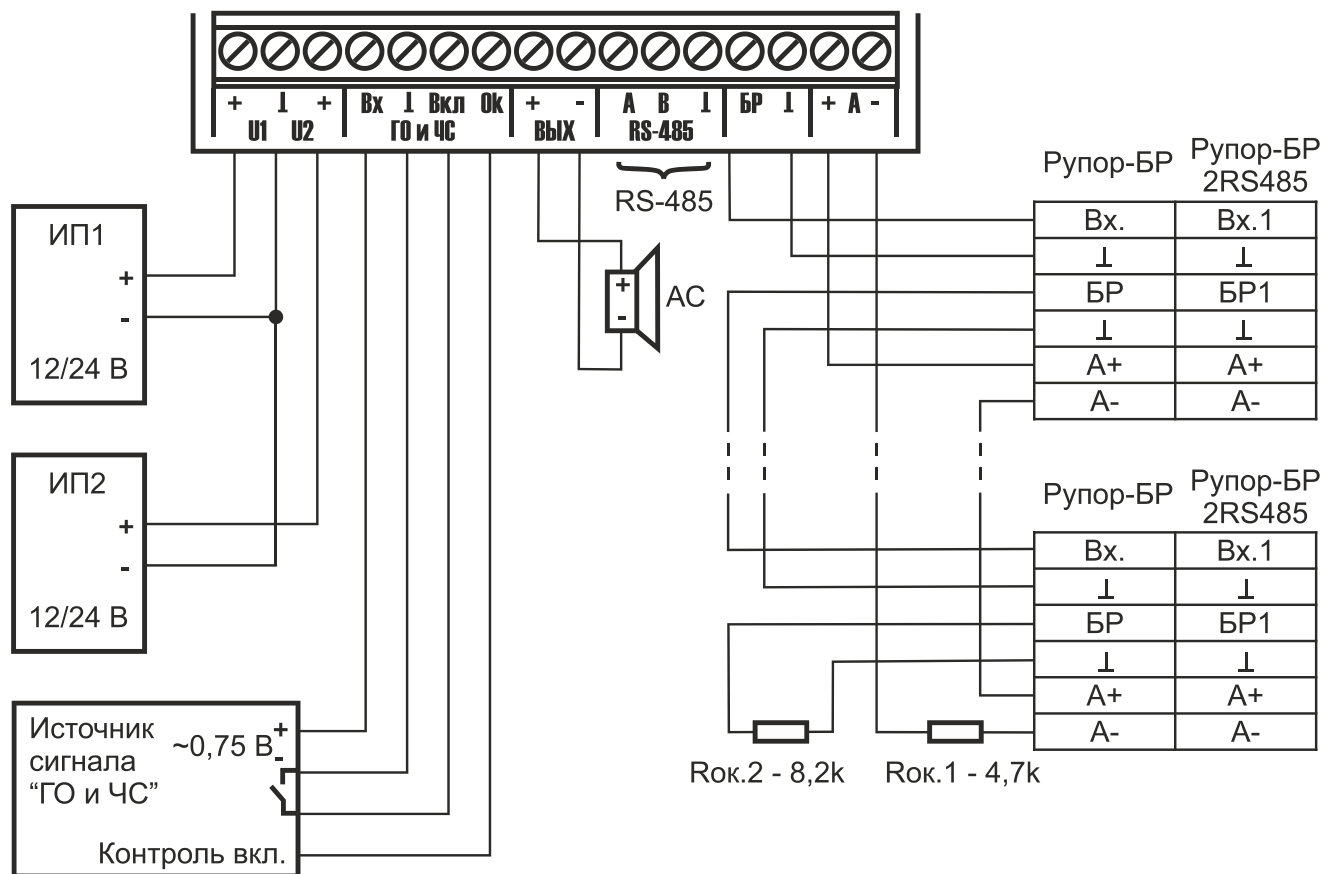 + ⊥ + Вх ⊥ Вкл Ok + - A B ⊥ БР ⊥ + A -
U1 U2 ГО и ЧС ВЫХ RS-485
RS-485
ИП1
+
-
12/24 В
ИП2
+
-
12/24 В
Источник
сигнала
“ГО и ЧС”
~0,75 В
+
-
Контроль вкл.
+
-
АС
Рупор-БР
Рупор-БР
2RS485
Вх. Вх.1
⊥ ⊥
БР БР1
⊥ ⊥
А+ А+
А- А-
Рупор-БР
Рупор-БР
2RS485
Вх. Вх.1
⊥ ⊥
БР БР1
⊥ ⊥
А+ А+
А- А-
Rок.2 - 8,2k
Rок.1 - 4,7k